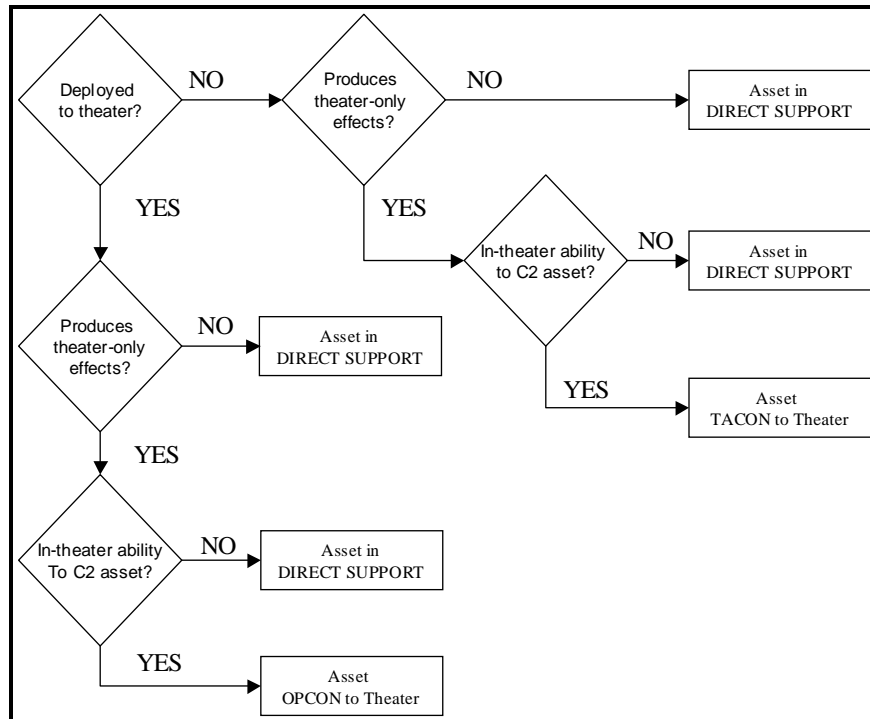 Deployed
to theater?
NO
Produces
theater-only
effects?
NO
Asset in
DIRECT SUPPORT
YES
YES
In-theater ability
to C2 asset?
NO
Asset in
DIRECT SUPPORT
Produces
theater-only
effects?
NO
Asset in
DIRECT SUPPORT
YES
Asset
TACON to Theater
YES
In-theater ability
To C2 asset?
NO
Asset in
DIRECT SUPPORT
YES
Asset
OPCON to Theater